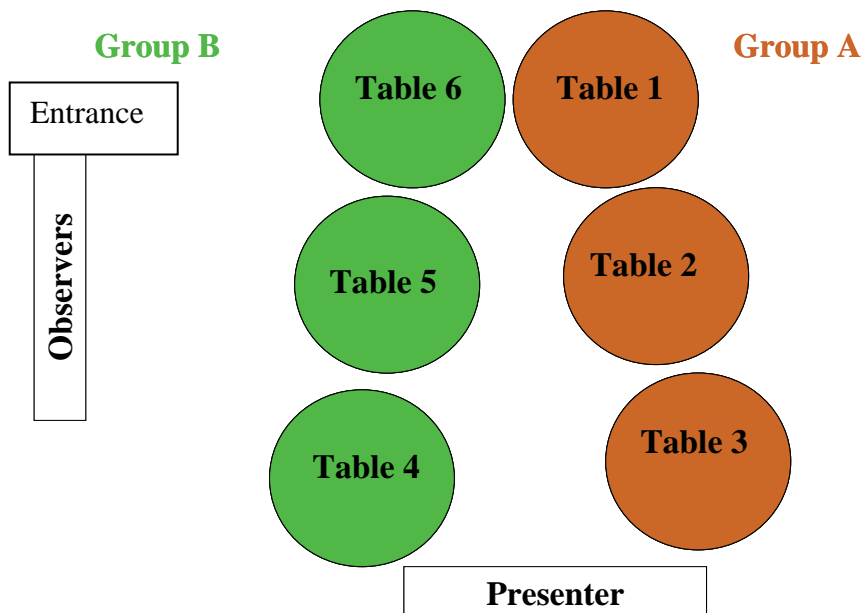 Group B
Group A
Entrance
Observers
Table 6
Table 1
Table 5
Table 2
Table 4
Table 3
Presenter